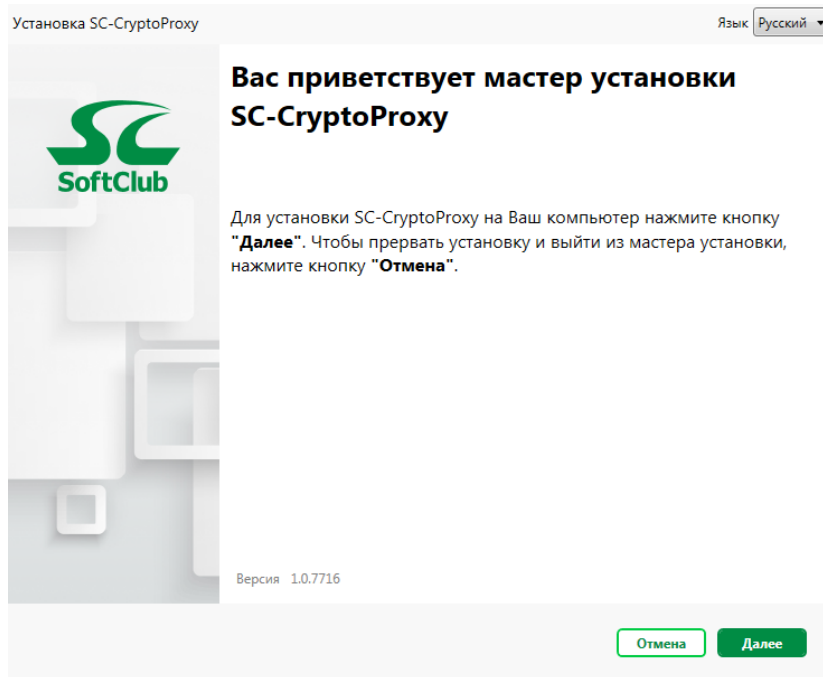 Установка SC-CryptoProxy
Язык Русский
Вас приветствует мастер установки
SC-CryptoProxy
SC
SoftClub
Для установки SC-CryptoProxy на Ваш компьютер нажмите кнопку
"Далее". Чтобы прервать установку и выйти из мастера установки,
нажмите кнопку "Отмена".
Версия 1.0.7716
Отмена
Далее